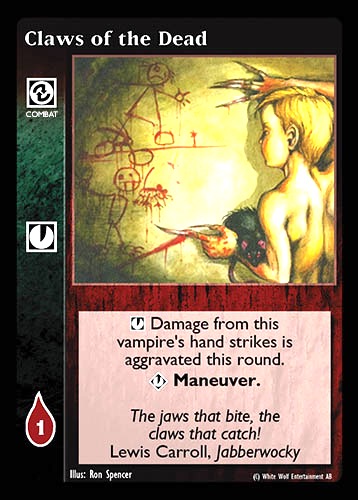 Claws of the Dead
COMBAT
Damage from this
vampire's hand strikes is
aggravated this round.
Maneuver.
The jaws that bite, the
claws that catch!
Lewis Carroll, Jabberwocky
1
Illus: Ron Spencer
(C) White Wolf Entertainment AB